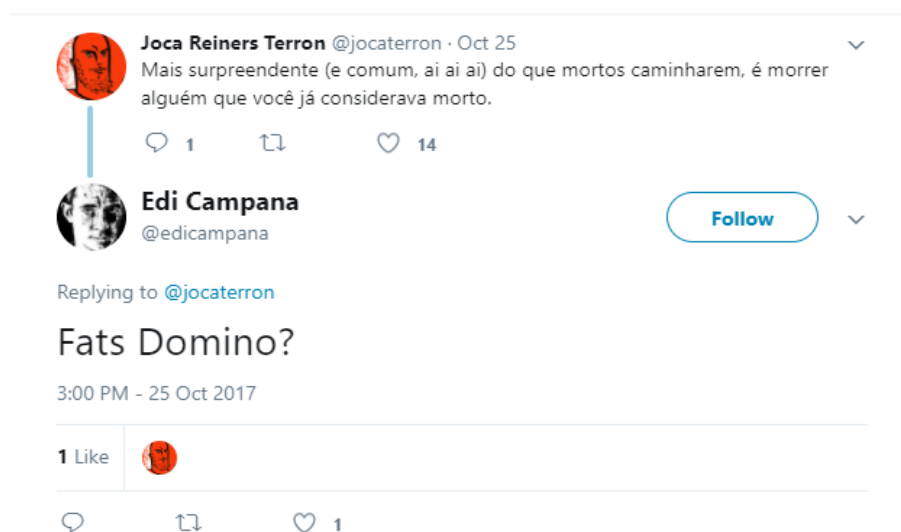 Joca Reiners Terron @jocaterron · Oct 25
Mais surpreendente (e comum, ai ai ai) do que mortos caminharem, é morrer
alguém que você já considerava morto.
1 14
Edi Campana
@edicampana
Follow
Replying to @jocaterron
Fats Domino?
3:00 PM - 25 Oct 2017
1 Like
1